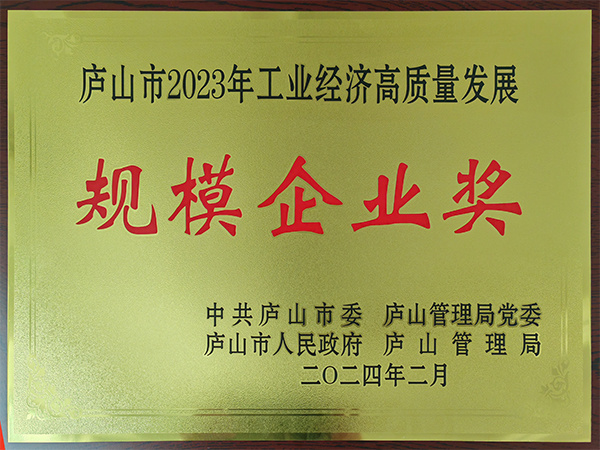 庐山市2023年工业经济高质量发展
规模企业奖
中共庐山市委 庐山管理局党委
庐山市人民政府 庐山管理局
二〇二四年二月